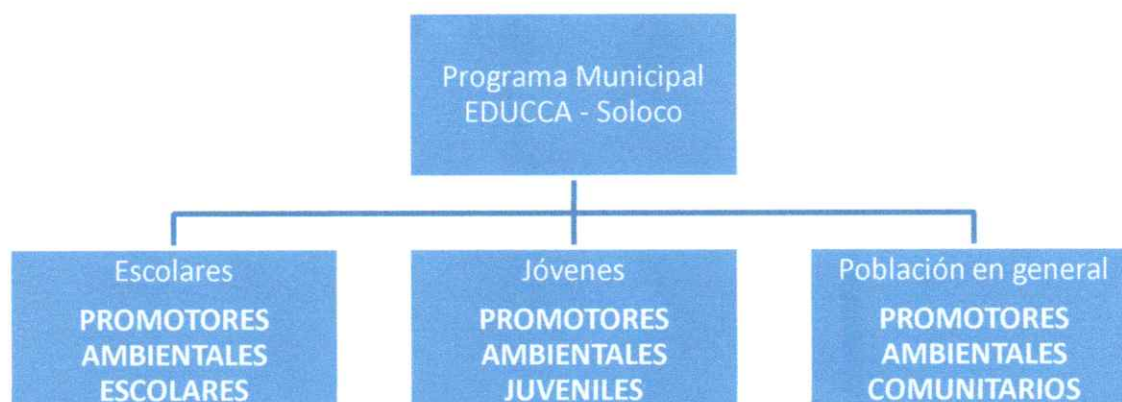 Programa Municipal
EDUCCA - Soloco
Escolares
PROMOTORES
AMBIENTALES
ESCOLARES
Jóvenes
PROMOTORES
AMBIENTALES
JUVENILES
Población en general
PROMOTORES
AMBIENTALES
COMUNITARIOS